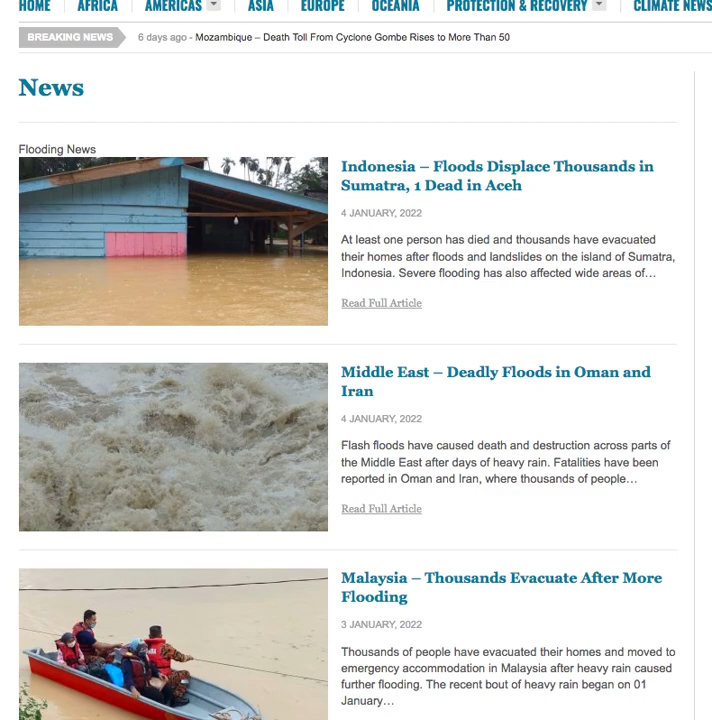 HOME AFRICA AMERICAS ASIA EUROPE OCEANIA PROTECTION & RECOVERY CLIMATE NEWS
BREAKING NEWS 6 days ago - Mozambique – Death Toll From Cyclone Gombe Rises to More Than 50
News
Flooding News
Indonesia – Floods Displace Thousands in
Sumatra, 1 Dead in Aceh
4 JANUARY, 2022
At least one person has died and thousands have evacuated
their homes after floods and landslides on the island of Sumatra,
Indonesia. Severe flooding has also affected wide areas of…
Read Full Article
Middle East – Deadly Floods in Oman and
Iran
4 JANUARY, 2022
Flash floods have caused death and destruction across parts of
the Middle East after days of heavy rain. Fatalities have been
reported in Oman and Iran, where thousands of people…
Read Full Article
Malaysia – Thousands Evacuate After More
Flooding
3 JANUARY, 2022
Thousands of people have evacuated their homes and moved to
emergency accommodation in Malaysia after heavy rain caused
further flooding. The recent bout of heavy rain began on 01
January…